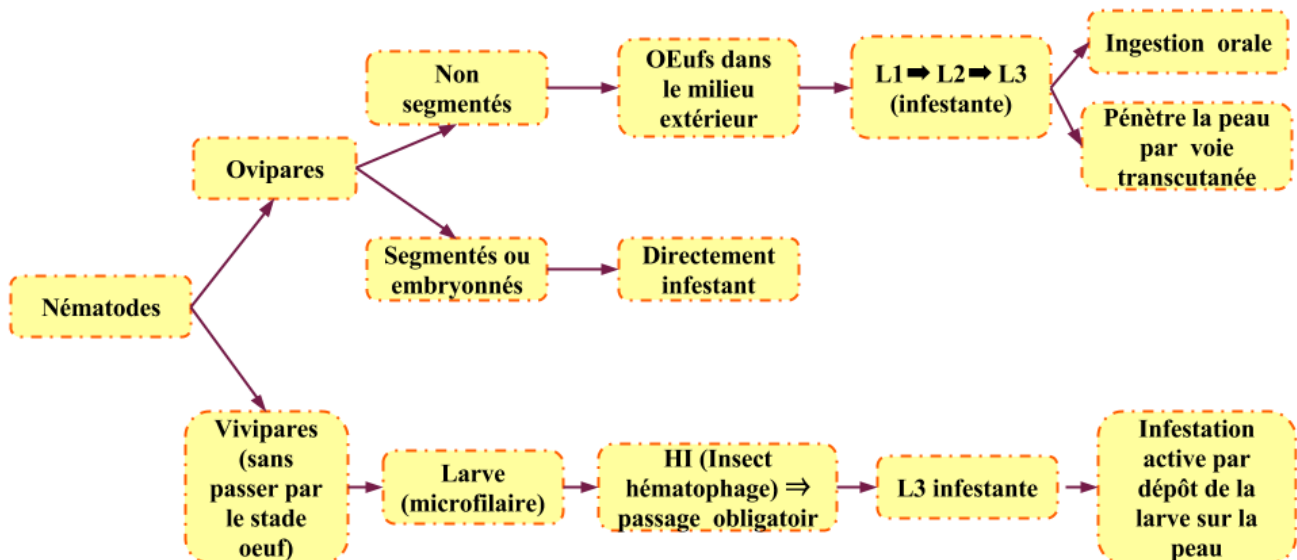 Nématodes
Ovipares
Non
segmentés
OEufs dans
le milieu
extérieur
L1 ➡ L2 ➡ L3
(infestante)
Ingestion orale
Pénètre la peau
par voie
transcutanée
Segmentés ou
embryonnés
Directement
infestant
Vivipares
(sans
passer par
le stade
oeuf)
Larve
(microfilaire)
HI (Insect
hématophage) ⇒
passage obligatoir
L3 infestante
Infestation
active par
dépôt de la
larve sur la
peau